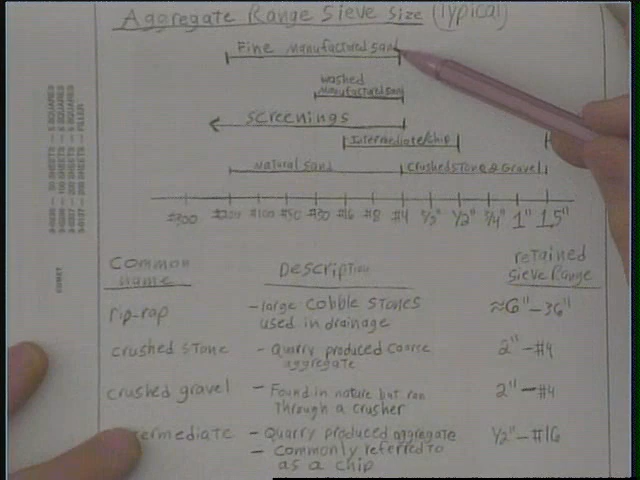 Aggregate Range Sieve Size (Typical)
Fine manufactured sand
washed
manufactured sand
screenings
Intermediate/chip
Natural sand
Crushed stone & Gravel
#200 #100 #50 #30 #16 #8 #4 1/2" 3/4" 1" 1.5"
Common name
Description
retained Sieve Range
rip-rap
- large cobble stones used in drainage
≈6" - 36"
crushed stone
- Quarry produced coarse aggregate
2" - #4
crushed gravel
- Found in nature but ran through a crusher
2" - #4
ermediate
- Quarry produced aggregate
- commonly referred to as a chip
1/2" - #16